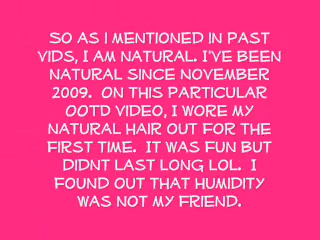 SO AS I MENTIONED IN PAST
VIDS, I AM NATURAL. I'VE BEEN
NATURAL SINCE NOVEMBER
2009. ON THIS PARTICULAR
OOTD VIDEO, I WORE MY
NATURAL HAIR OUT FOR THE
FIRST TIME. IT WAS FUN BUT
DIDNT LAST LONG LOL. I
FOUND OUT THAT HUMIDITY
WAS NOT MY FRIEND.